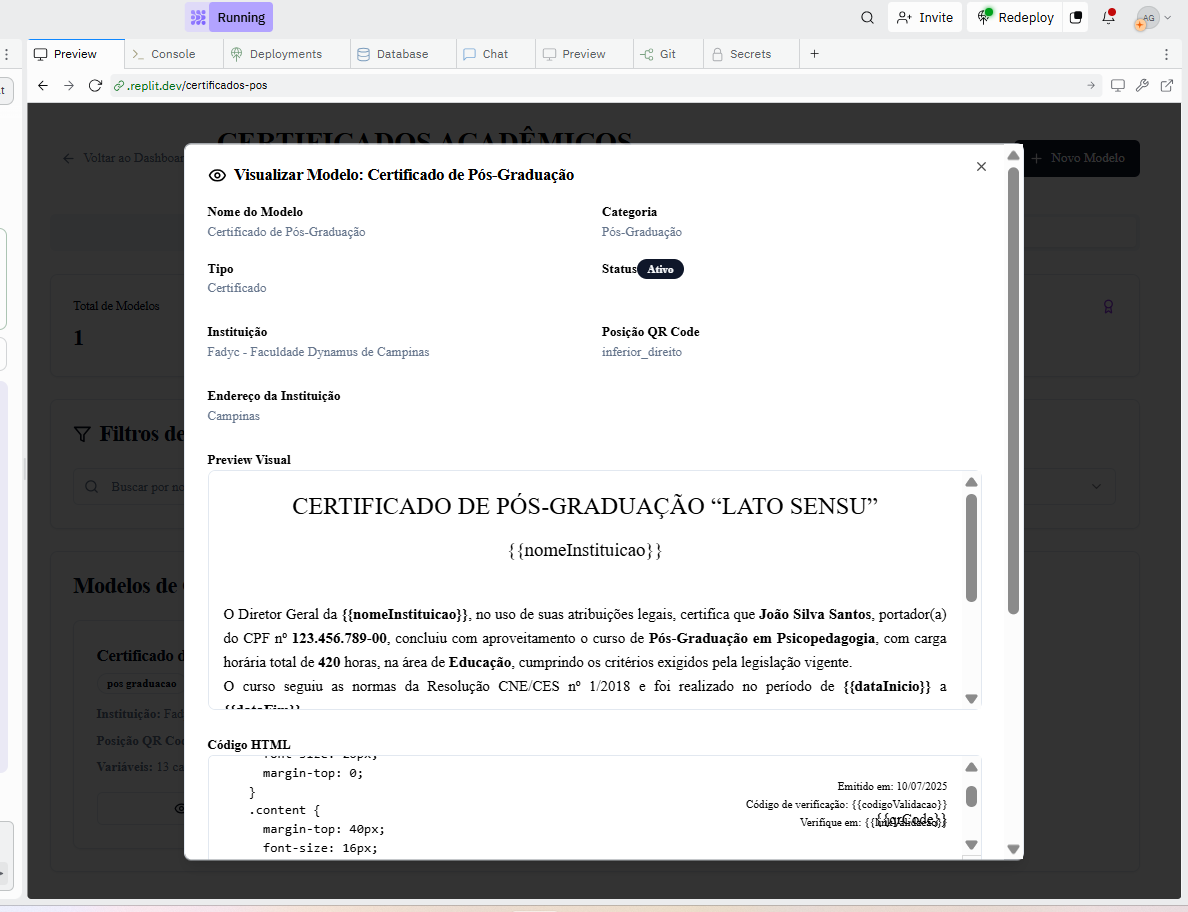 Running
Invite
Redeploy
AG
Preview
Console
Deployments
Database
Chat
Preview
Git
Secrets
.replit.dev/certificados-pos
CERTIFICADOS ACADÊMICOS
Voltar ao Dashboar
+ Novo Modelo
Visualizar Modelo: Certificado de Pós-Graduação
Nome do Modelo
Certificado de Pós-Graduação
Categoria
Pós-Graduação
Tipo
Certificado
Status Ativo
Instituição
Fadyc - Faculdade Dynamus de Campinas
Posição QR Code
inferior_direito
Endereço da Instituição
Campinas
Total de Modelos
1
Filtros de
Buscar por no
Modelos de
Certificado d
pos graduacao
Instituição: Fad
Posição QR Co
Variáveis: 13 ca
Preview Visual
CERTIFICADO DE PÓS-GRADUAÇÃO “LATO SENSU”
{{nomeInstituicao}}
O Diretor Geral da {{nomeInstituicao}}, no uso de suas atribuições legais, certifica que João Silva Santos, portador(a)
do CPF nº 123.456.789-00, concluiu com aproveitamento o curso de Pós-Graduação em Psicopedagogia, com carga
horária total de 420 horas, na área de Educação, cumprindo os critérios exigidos pela legislação vigente.
O curso seguiu as normas da Resolução CNE/CES nº 1/2018 e foi realizado no período de {{dataInicio}} a
{{dataFim}}
Código HTML
font-size: 20px;
margin-top: 0;
}
.content {
margin-top: 40px;
font-size: 16px;
Emitido em: 10/07/2025
Código de verificação: {{codigoValidacao}}
{{qrCode}}
Verifique em: {{linkValidacao}}